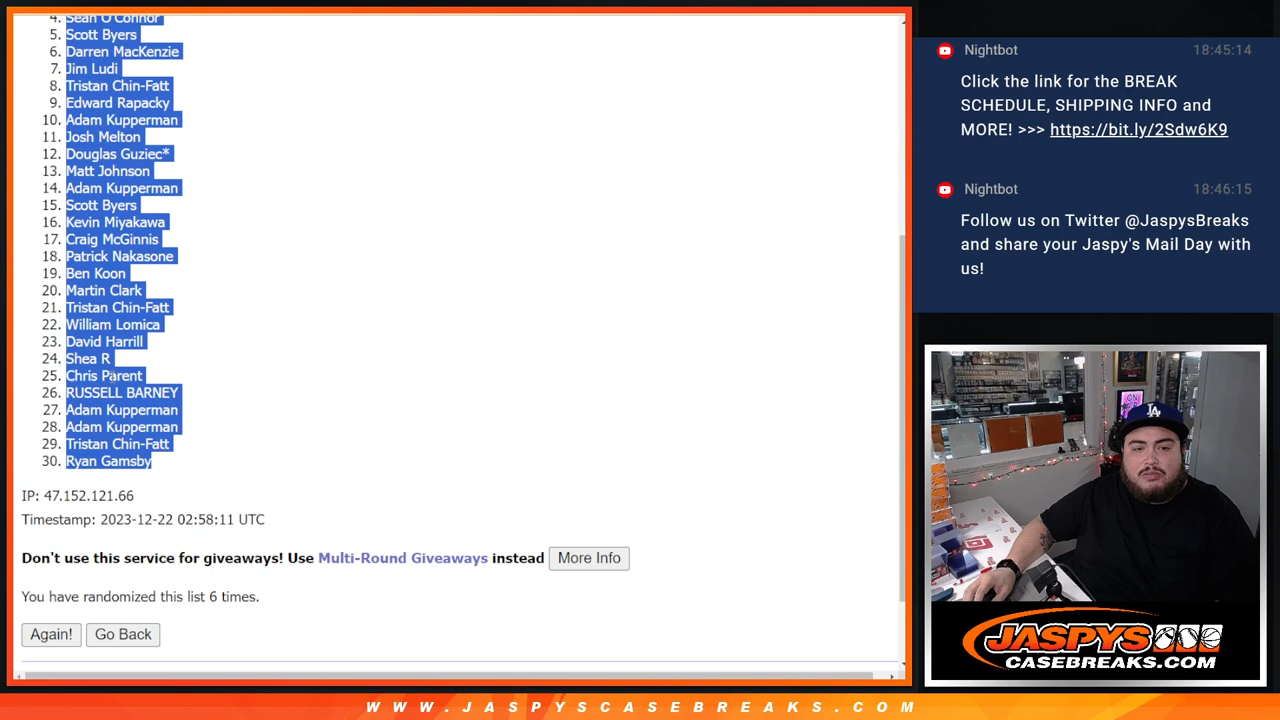 4. Sean O'Connor
5. Scott Byers
6. Darren MacKenzie
7. Jim Ludi
8. Tristan Chin-Fatt
9. Edward Rapacky
10. Adam Kupperman
11. Josh Melton
12. Douglas Guziec*
13. Matt Johnson
14. Adam Kupperman
15. Scott Byers
16. Kevin Miyakawa
17. Craig McGinnis
18. Patrick Nakasone
19. Ben Koon
20. Martin Clark
21. Tristan Chin-Fatt
22. William Lomica
23. David Harrill
24. Shea R
25. Chris Parent
26. RUSSELL BARNEY
27. Adam Kupperman
28. Adam Kupperman
29. Tristan Chin-Fatt
30. Ryan Gamsby
IP: 47.152.121.66
Timestamp: 2023-12-22 02:58:11 UTC
Don't use this service for giveaways! Use Multi-Round Giveaways instead More Info
You have randomized this list 6 times.
Again! Go Back
Nightbot 18:45:14
Click the link for the BREAK
SCHEDULE, SHIPPING INFO and
MORE! >>> https://bit.ly/2Sdw6K9
Nightbot 18:46:15
Follow us on Twitter @JaspysBreaks
and share your Jaspy's Mail Day with
us!
LA
JASPYS
CASEBREAKS.COM
WWW.JASPYSCASEBREAKS.COM